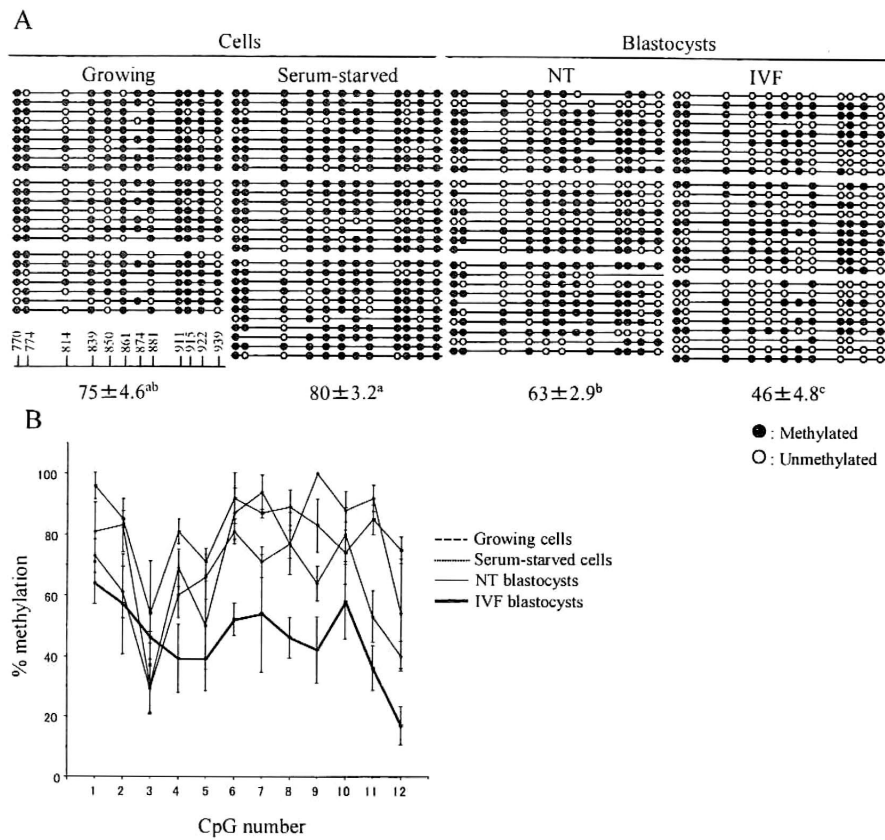 A
Cells
Blastocysts
Growing
Serum-starved
NT
IVF
770 774 814 839 850 861 874 881 911 915 922 939
75±4.6ab
80±3.2a
63±2.9b
46±4.8c
●: Methylated
○: Unmethylated
B
100
80
60
40
20
0
% methylation
1 2 3 4 5 6 7 8 9 10 11 12
CpG number
Growing cells
Serum-starved cells
NT blastocysts
IVF blastocysts